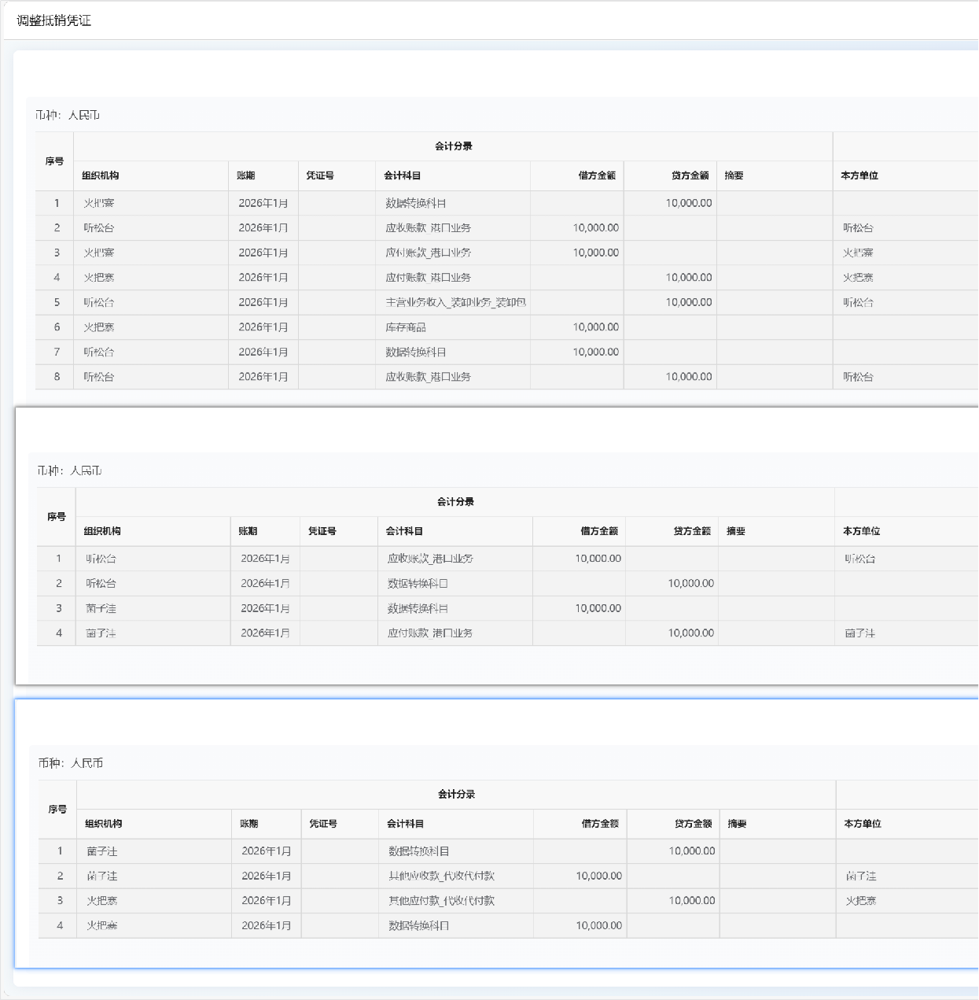 调整抵销凭证
币种：人民币
序号 会计分录
组织机构 账期 凭证号 会计科目 借方金额 贷方金额 摘要 本方单位
1 火把寨 2026年1月 数据转换科目 10,000.00
2 听松台 2026年1月 应收账款_港口业务 10,000.00 听松台
3 火把寨 2026年1月 应付账款_港口业务 10,000.00 火把寨
4 火把寨 2026年1月 应付账款_港口业务 10,000.00 火把寨
5 听松台 2026年1月 主营业务收入_装卸业务_装卸包 10,000.00 听松台
6 火把寨 2026年1月 库存商品 10,000.00
7 听松台 2026年1月 数据转换科目 10,000.00
8 听松台 2026年1月 应收账款_港口业务 10,000.00 听松台
币种：人民币
序号 会计分录
组织机构 账期 凭证号 会计科目 借方金额 贷方金额 摘要 本方单位
1 听松台 2026年1月 应收账款_港口业务 10,000.00 听松台
2 听松台 2026年1月 数据转换科目 10,000.00
3 菌子洼 2026年1月 数据转换科目 10,000.00
4 菌子洼 2026年1月 应付账款_港口业务 10,000.00 菌子洼
币种：人民币
序号 会计分录
组织机构 账期 凭证号 会计科目 借方金额 贷方金额 摘要 本方单位
1 菌子洼 2026年1月 数据转换科目 10,000.00
2 菌子洼 2026年1月 其他应收款_代收代付款 10,000.00 菌子洼
3 火把寨 2026年1月 其他应付款_代收代付款 10,000.00 火把寨
4 火把寨 2026年1月 数据转换科目 10,000.00